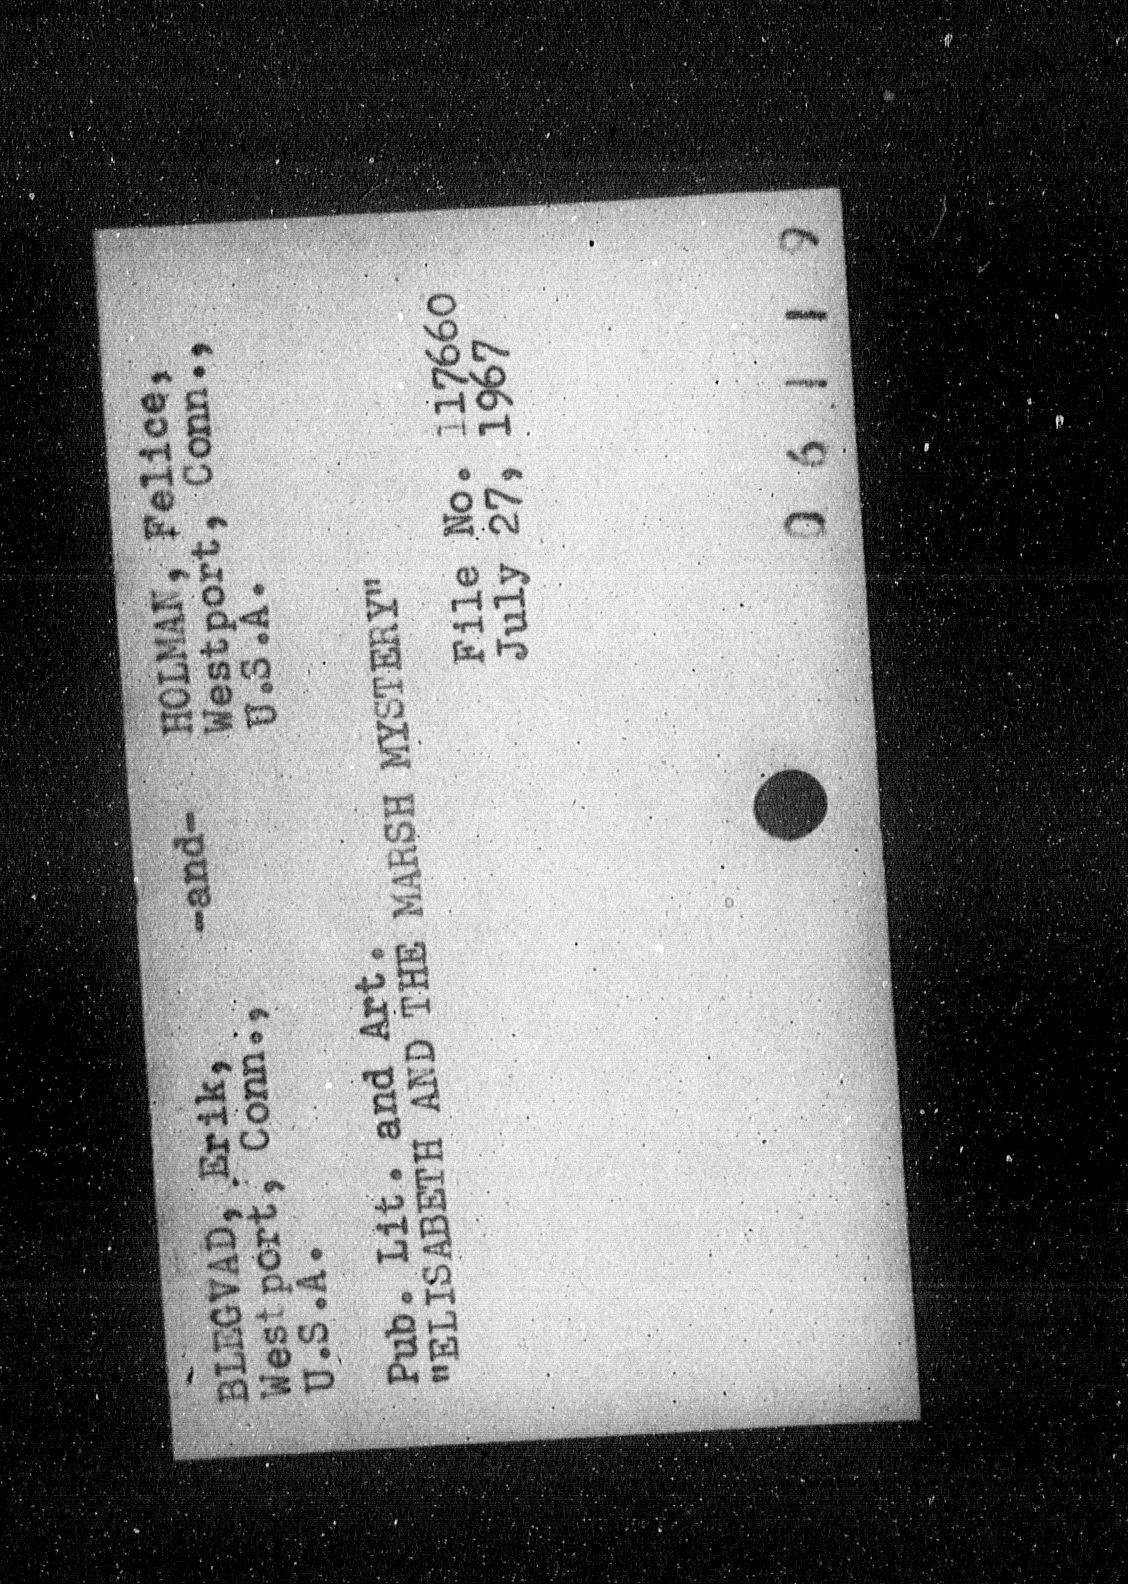 BLEGVAD, Erik, -and- HOLMAN, Felice,
Westport, Conn., Westport, Conn.,
U.S.A. U.S.A.
Pub. Lit. and Art.
"ELISABETH AND THE MARSH MYSTERY"
File No. 117660
July 27, 1967
06119